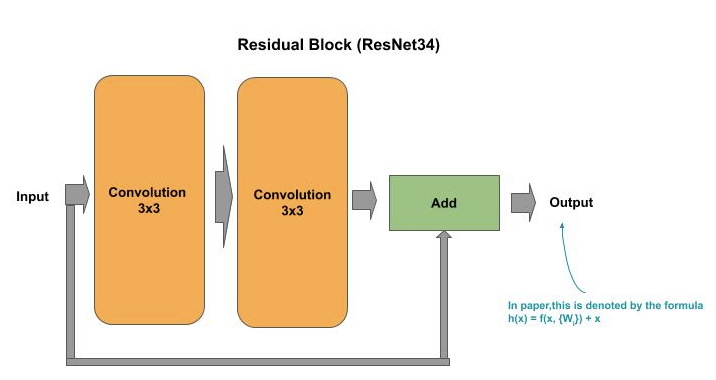 Residual Block (ResNet34)
Input
Convolution
3x3
Convolution
3x3
Add
Output
In paper,this is denoted by the formula
h(x) = f(x, {Wᵢ}) + x